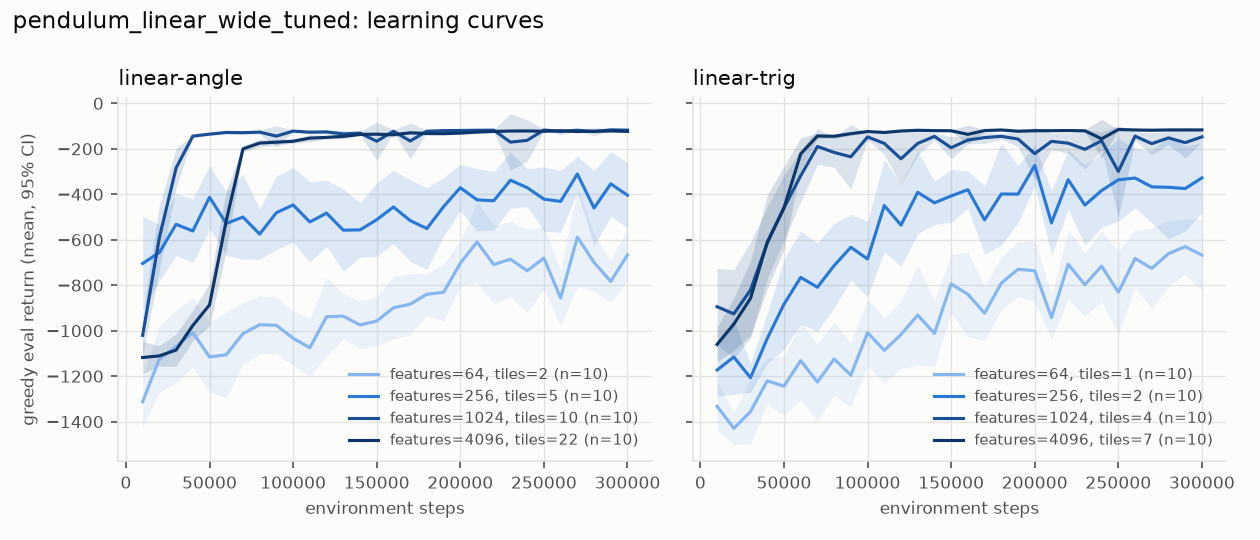 pendulum_linear_wide_tuned: learning curves
linear-angle
greedy eval return (mean, 95% CI)
0
−200
−400
−600
−800
−1000
−1200
−1400
features=64, tiles=2 (n=10)
features=256, tiles=5 (n=10)
features=1024, tiles=10 (n=10)
features=4096, tiles=22 (n=10)
0 50000 100000 150000 200000 250000 300000
environment steps
linear-trig
features=64, tiles=1 (n=10)
features=256, tiles=2 (n=10)
features=1024, tiles=4 (n=10)
features=4096, tiles=7 (n=10)
0 50000 100000 150000 200000 250000 300000
environment steps